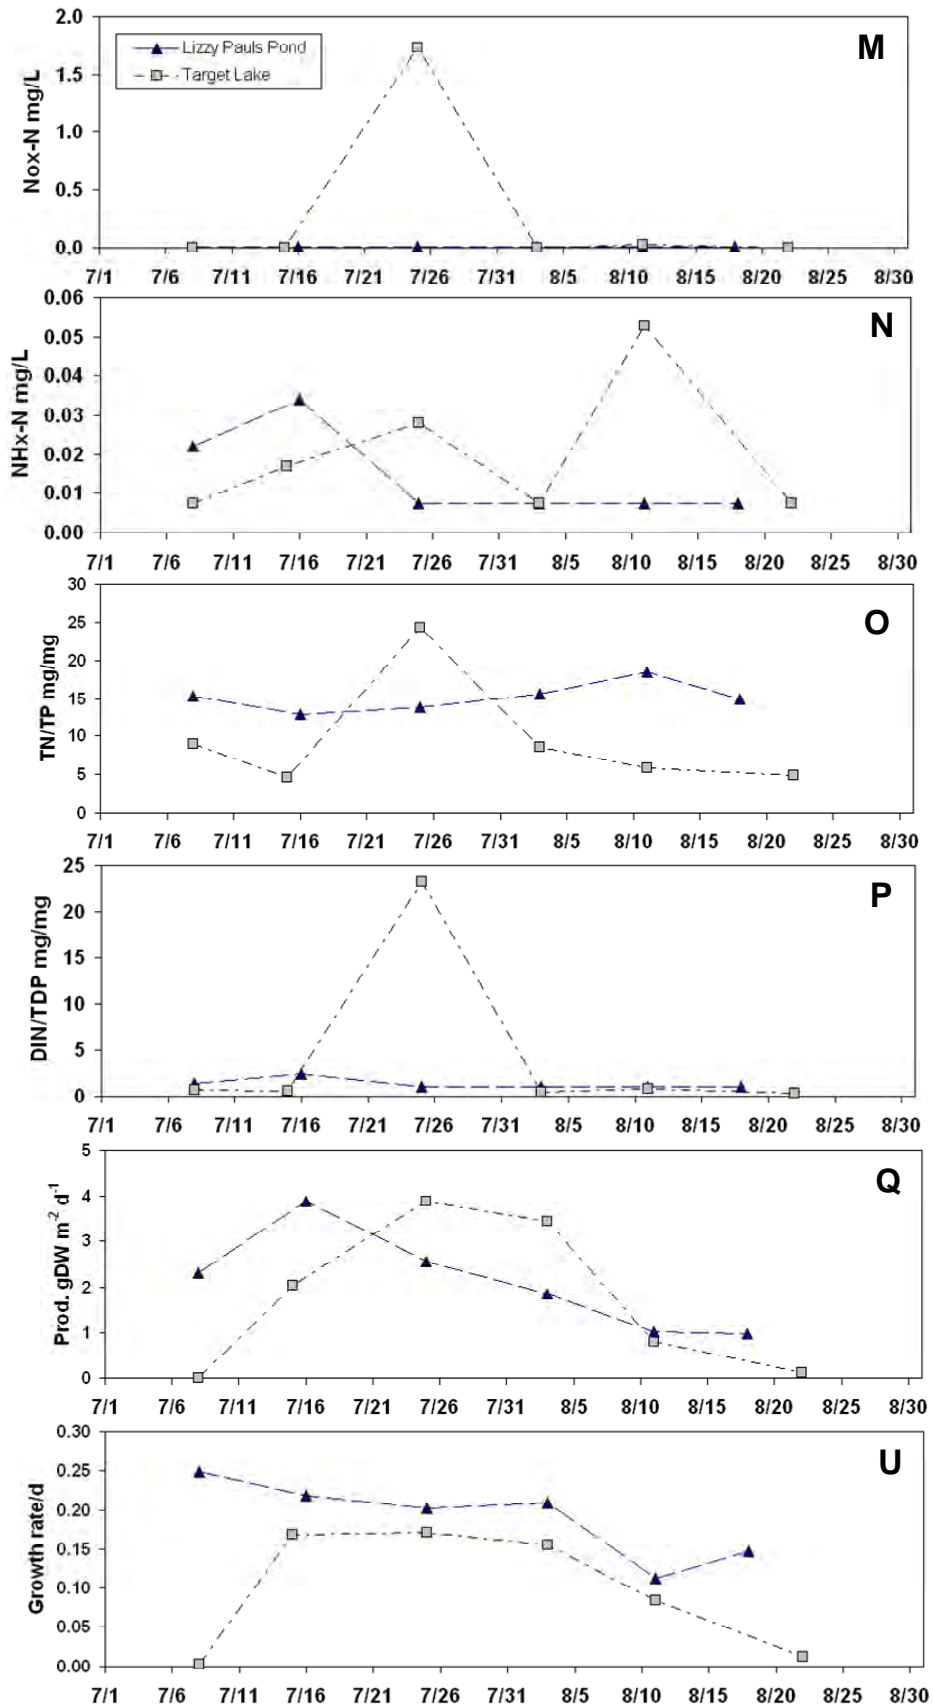 2.0
M
Lizzy Pauls Pond
Target Lake
1.5
Nox-N mg/L
1.0
0.5
0.0
7/1 7/6 7/11 7/16 7/21 7/26 7/31 8/5 8/10 8/15 8/20 8/25 8/30
0.06
N
0.05
0.04
NHx-N mg/L
0.03
0.02
0.01
0.00
7/1 7/6 7/11 7/16 7/21 7/26 7/31 8/5 8/10 8/15 8/20 8/25 8/30
30
O
25
20
TN/TP mg/mg
15
10
5
0
7/1 7/6 7/11 7/16 7/21 7/26 7/31 8/5 8/10 8/15 8/20 8/25 8/30
25
P
20
DIN/TDP mg/mg
15
10
5
0
7/1 7/6 7/11 7/16 7/21 7/26 7/31 8/5 8/10 8/15 8/20 8/25 8/30
5
Q
4
Prod. gDW m⁻² d⁻¹
3
2
1
0
7/1 7/6 7/11 7/16 7/21 7/26 7/31 8/5 8/10 8/15 8/20 8/25 8/30
0.30
U
0.25
0.20
Growth rate/d
0.15
0.10
0.05
0.00
7/1 7/6 7/11 7/16 7/21 7/26 7/31 8/5 8/10 8/15 8/20 8/25 8/30